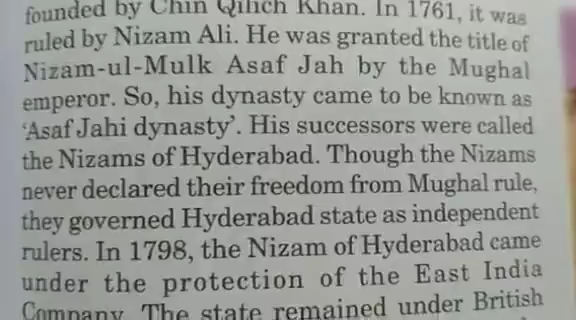 founded by Chin Qilich Khan. In 1761, it was
ruled by Nizam Ali. He was granted the title of
Nizam-ul-Mulk Asaf Jah by the Mughal
emperor. So, his dynasty came to be known as
'Asaf Jahi dynasty'. His successors were called
the Nizams of Hyderabad. Though the Nizams
never declared their freedom from Mughal rule,
they governed Hyderabad state as independent
rulers. In 1798, the Nizam of Hyderabad came
under the protection of the East India
Company. The state remained under British